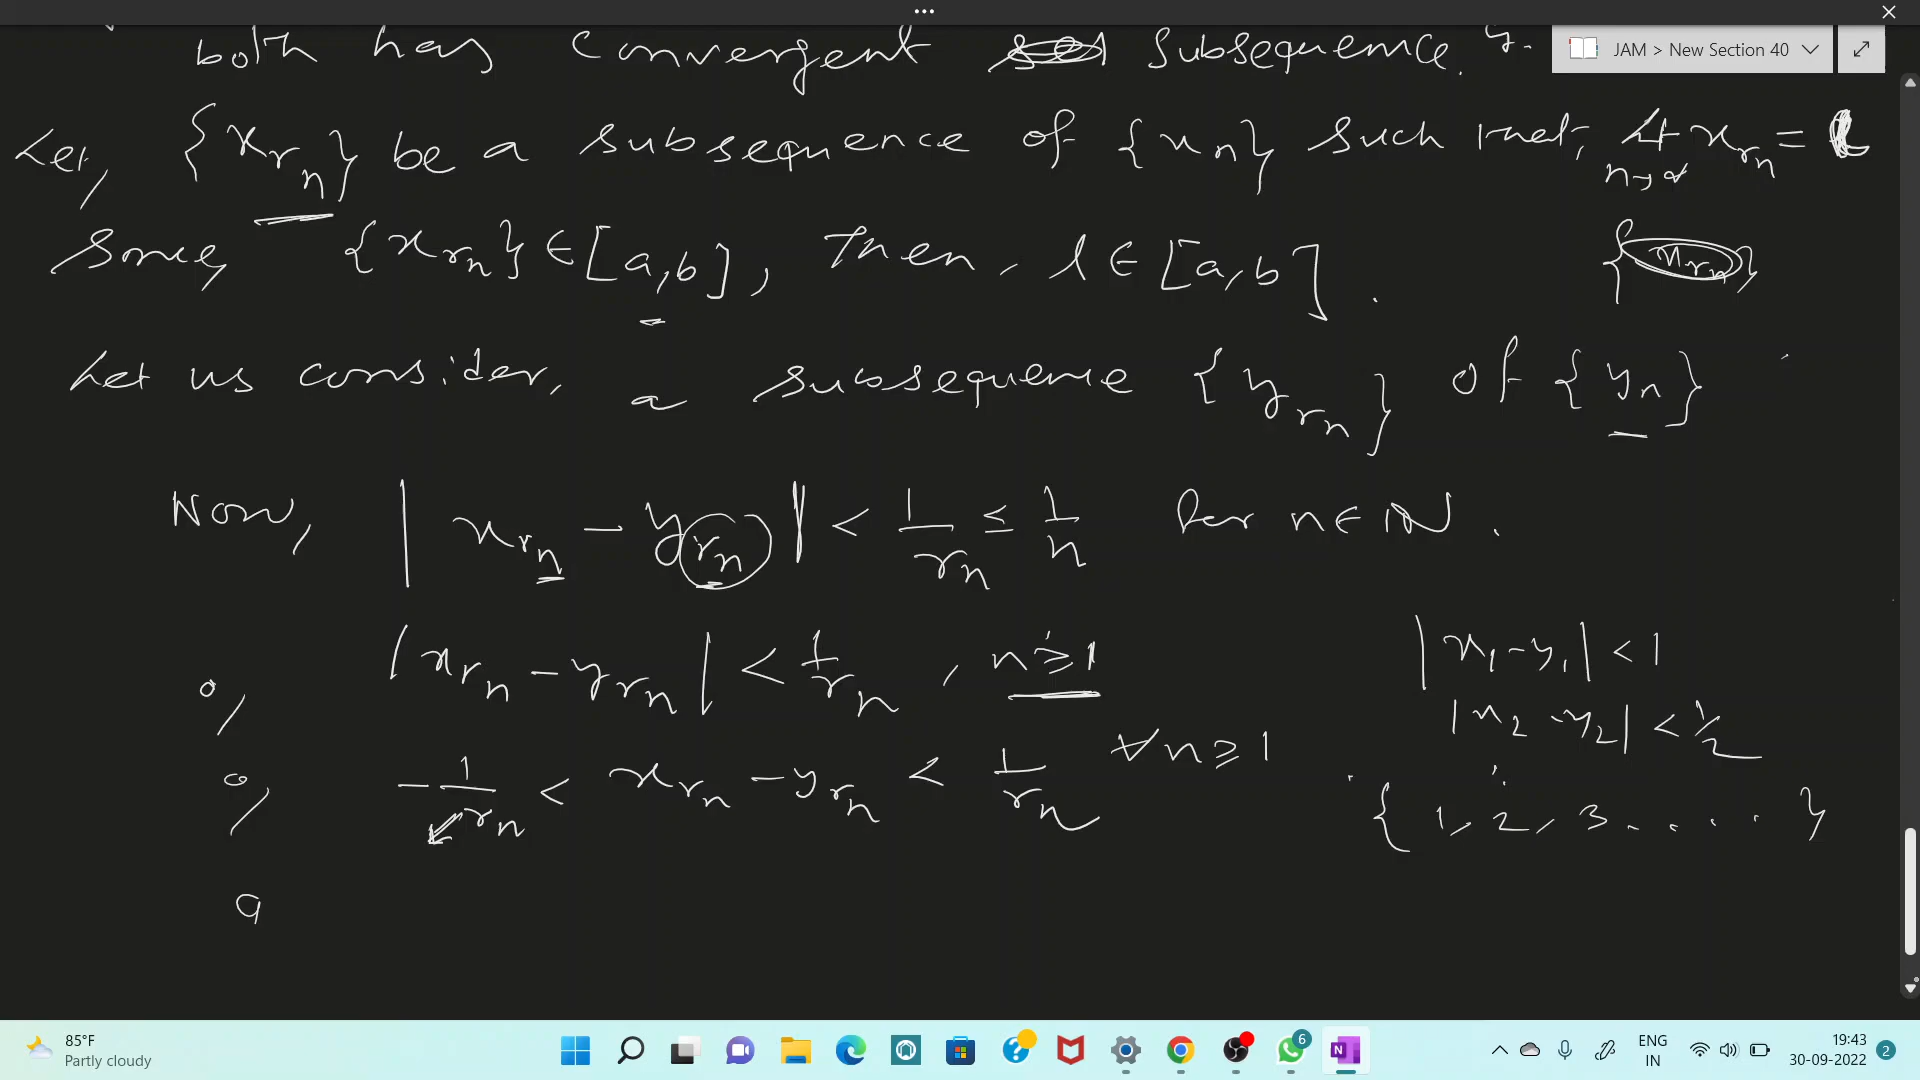 ...
JAM > New Section 40
both has convergent subsequence.
Let, {x_{r_n}} be a subsequence of {x_n} such that, Lt_{n→∞} x_{r_n} = l
Since, {x_{r_n}} ∈ [a,b], Then, l ∈ [a,b].
{x_{r_n}}
Let us consider, a subsequence {y_{r_n}} of {y_n}
Now, |x_{r_n} - y_{r_n}| < 1/r_n ≤ 1/n for n ∈ ℕ.
|x_{r_n} - y_{r_n}| < 1/r_n, n ≥ 1
|x_1 - y_1| < 1
|x_2 - y_2| < 1/2
-1/r_n < x_{r_n} - y_{r_n} < 1/r_n ∀ n ≥ 1
{1, 2, 3 . . . . . }
85°F
Partly cloudy
6
ENG
IN
19:43
30-09-2022
2